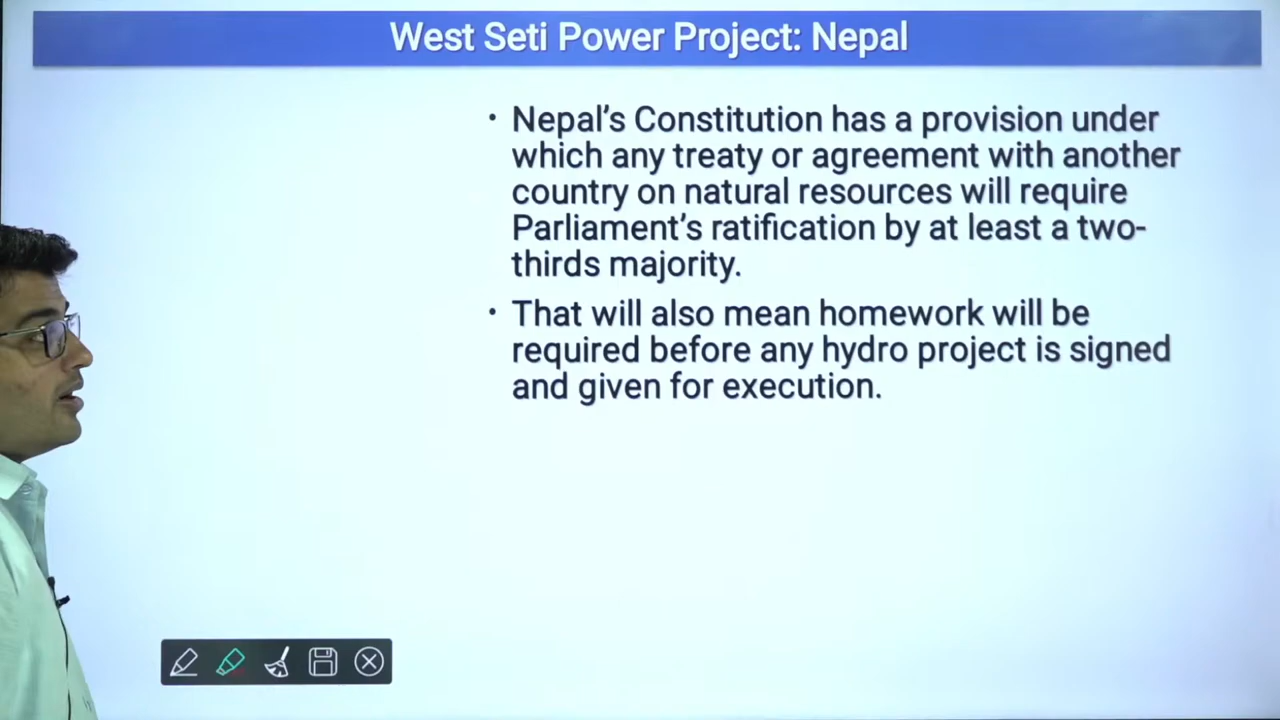 West Seti Power Project: Nepal
• Nepal’s Constitution has a provision under
which any treaty or agreement with another
country on natural resources will require
Parliament’s ratification by at least a two-
thirds majority.
• That will also mean homework will be
required before any hydro project is signed
and given for execution.